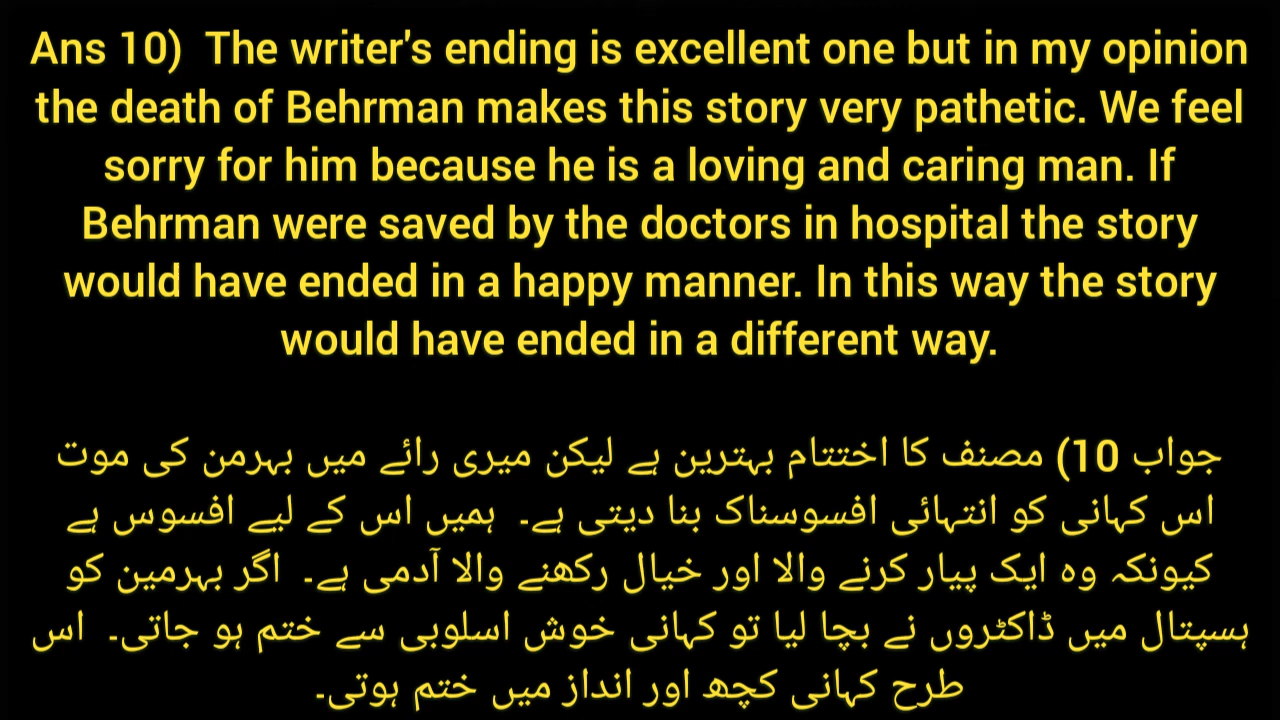 Ans 10)  The writer's ending is excellent one but in my opinion
the death of Behrman makes this story very pathetic. We feel
sorry for him because he is a loving and caring man. If
Behrman were saved by the doctors in hospital the story
would have ended in a happy manner. In this way the story
would have ended in a different way.
جواب 10) مصنف کا اختتام بہترین ہے لیکن میری رائے میں بہرمن کی موت
اس کہانی کو انتہائی افسوسناک بنا دیتی ہے۔  ہمیں اس کے لیے افسوس ہے
کیونکہ وہ ایک پیار کرنے والا اور خیال رکھنے والا آدمی ہے۔  اگر بہرمین کو
ہسپتال میں ڈاکٹروں نے بچا لیا تو کہانی خوش اسلوبی سے ختم ہو جاتی۔  اس
طرح کہانی کچھ اور انداز میں ختم ہوتی۔